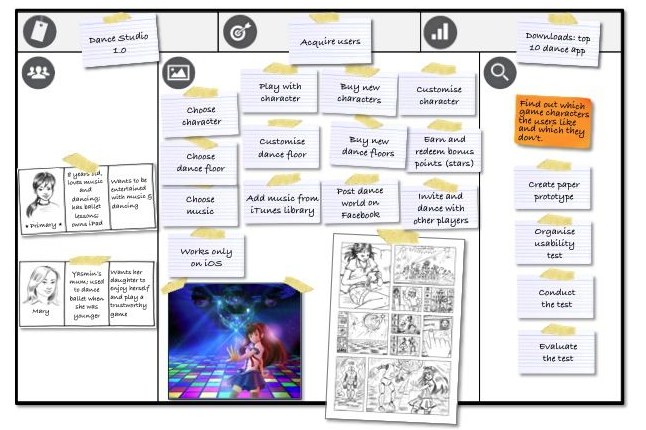 Dance Studio
1.0
Acquire users
Downloads: top
10 dance app
Choose
character
Play with
character
Buy new
characters
Customise
character
Choose
dance floor
Customise
dance floor
Buy new
dance floors
Earn and
redeem bonus
points (stars)
Choose
music
Add music from
iTunes library
Post dance
world on
Facebook
Invite and
dance with
other players
Works only
on iOS
Find out which
game characters
the users like
and which they
don't.
Create paper
prototype
Organise
usability
test
Conduct
the test
Evaluate
the test
* Primary *
8 years old,
loves music
and
dancing;
has ballet
lessons;
owns iPad
Wants to be
entertained
with music &
dancing
Mary
Yasmin's
mum; used
to dance
ballet when
she was
younger
Wants her
daughter to
enjoy herself
and play a
trustworthy
game